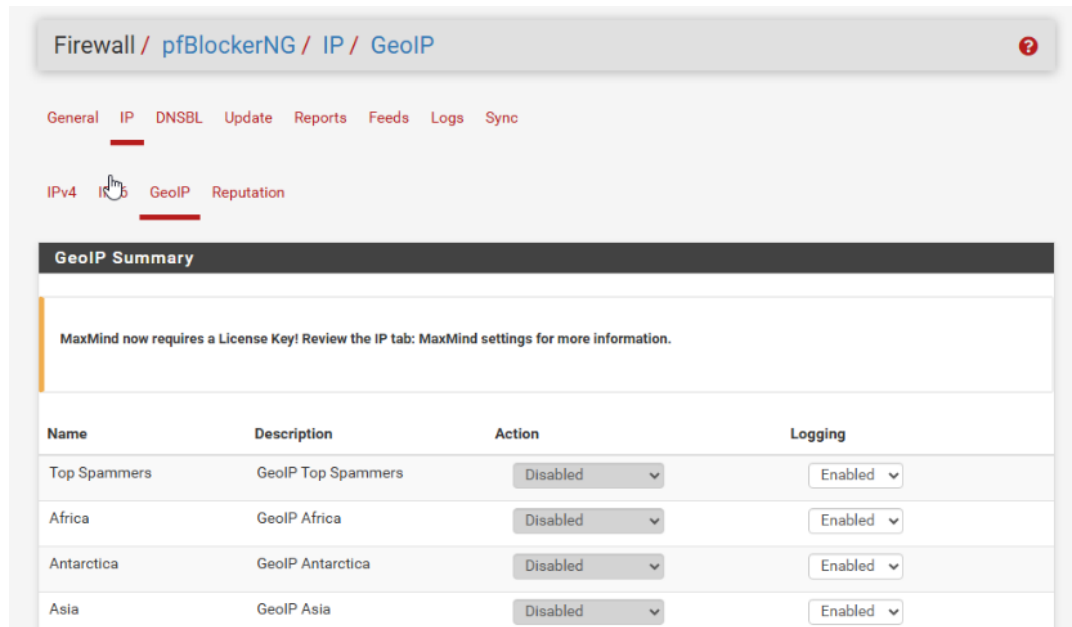 Firewall / pfBlockerNG / IP / GeoIP
General IP DNSBL Update Reports Feeds Logs Sync
IPv4 GeoIP Reputation
GeoIP Summary
MaxMind now requires a License Key! Review the IP tab: MaxMind settings for more information.
Name Description Action Logging
Top Spammers GeoIP Top Spammers Disabled Enabled
Africa GeoIP Africa Disabled Enabled
Antarctica GeoIP Antarctica Disabled Enabled
Asia GeoIP Asia Disabled Enabled